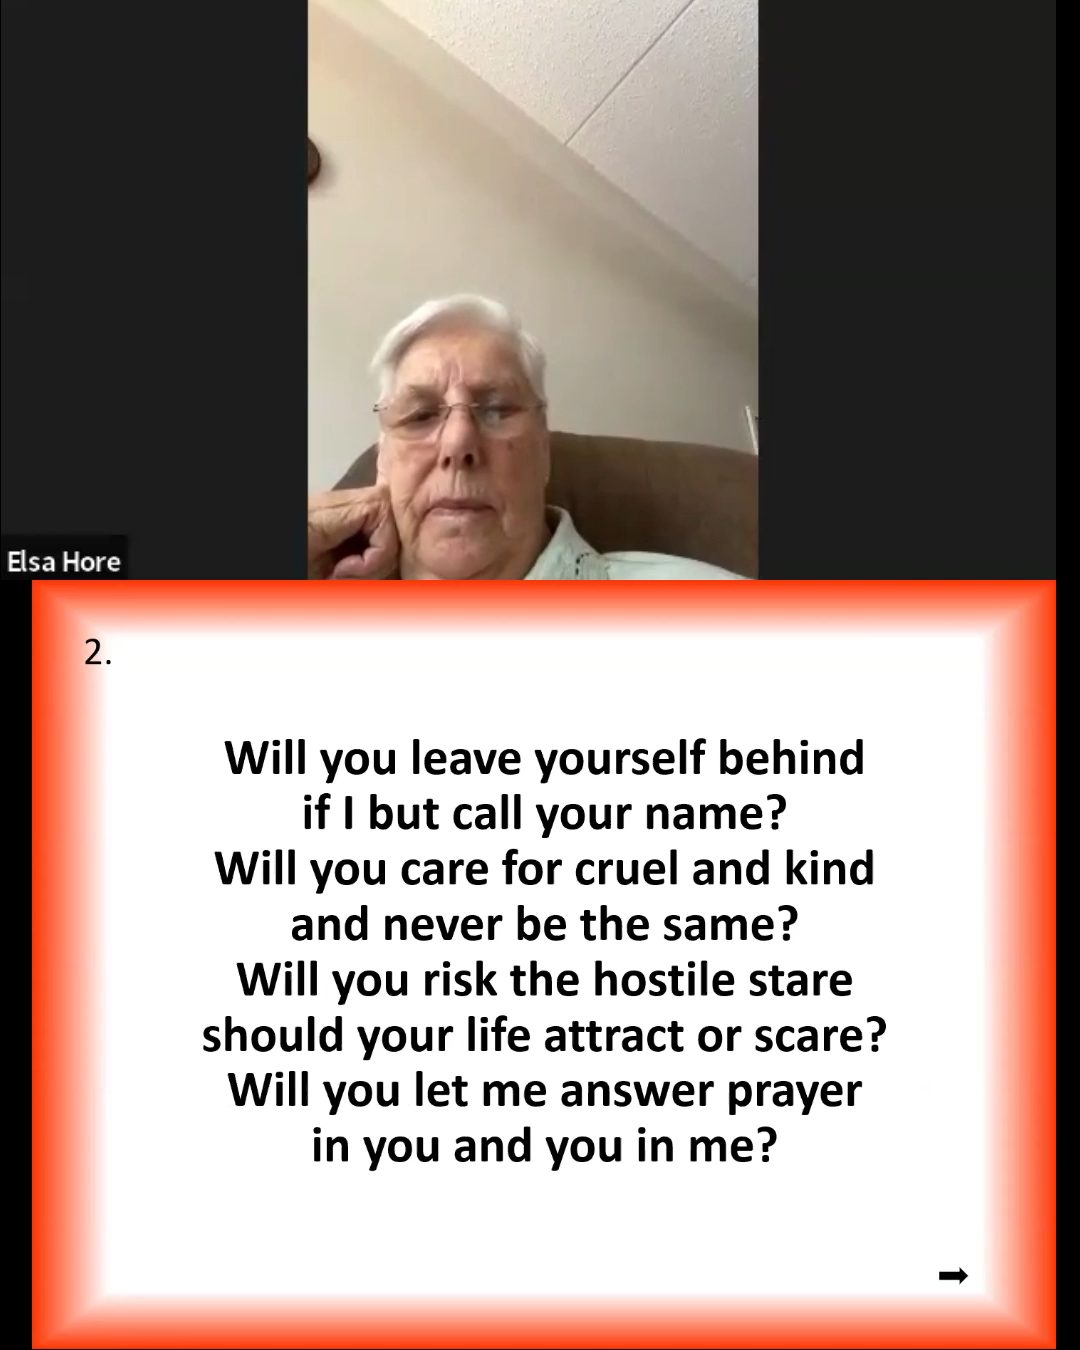 Elsa Hore
2.
Will you leave yourself behind
if I but call your name?
Will you care for cruel and kind
and never be the same?
Will you risk the hostile stare
should your life attract or scare?
Will you let me answer prayer
in you and you in me?